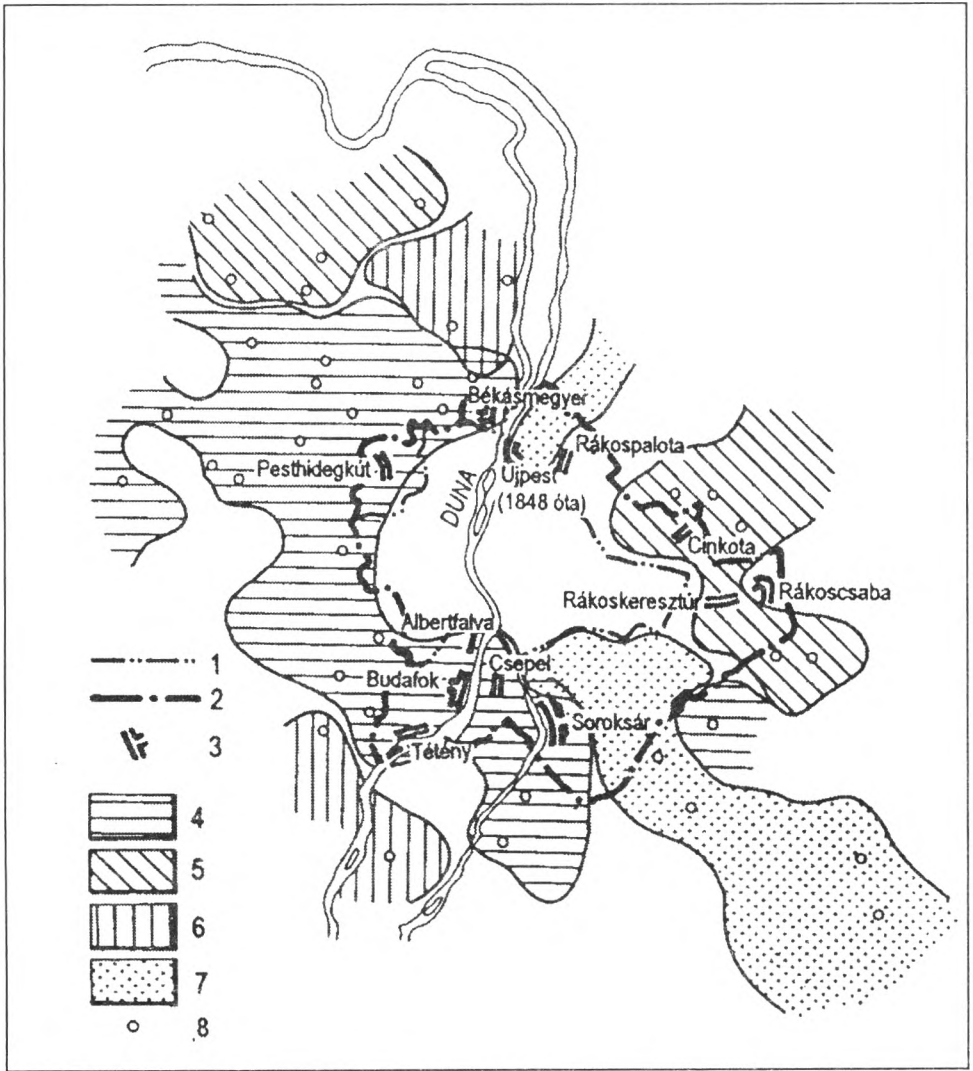 Békásmegyer
Rákospalota
Pesthidegkút
Ujpest
(1848 óta)
DUNA
Cinkota
Rákoskeresztúr
Rákoscsaba
Albertfalva
Csepel
Budafok
Soroksár
Tétény
1
2
3
4
5
6
7
8